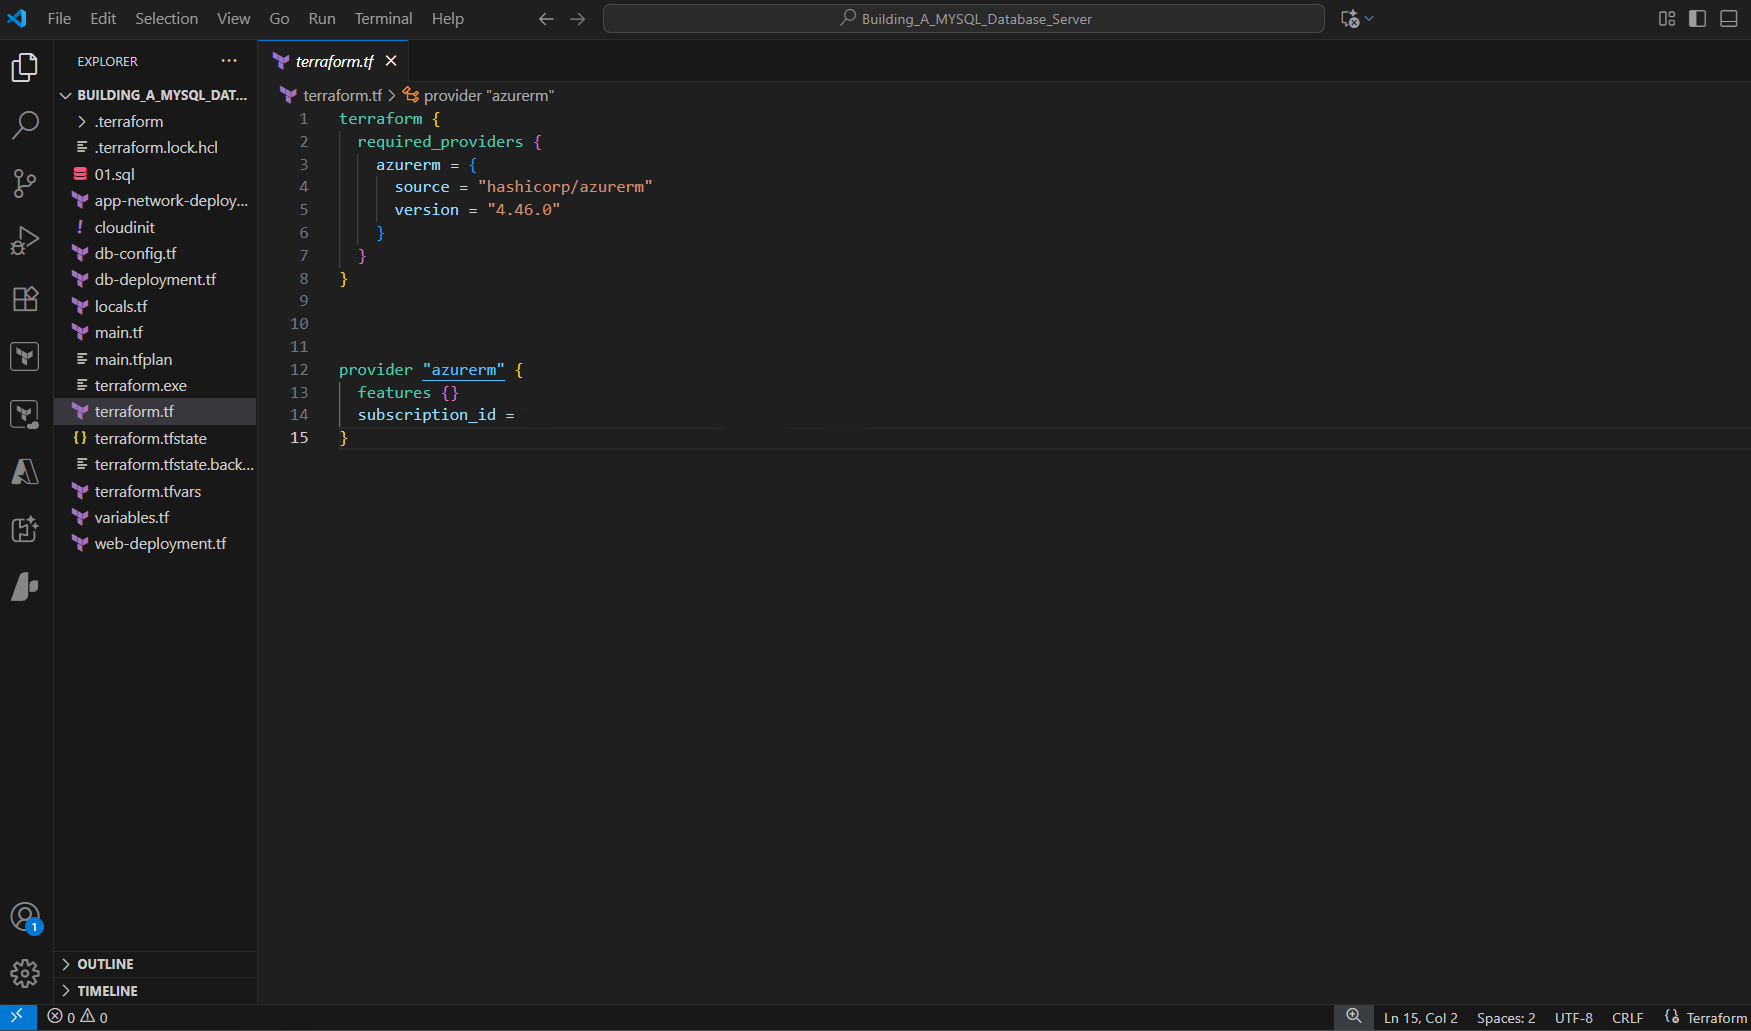 File Edit Selection View Go Run Terminal Help
Building_A_MYSQL_Database_Server
EXPLORER
BUILDING_A_MYSQL_DAT...
.terraform
.terraform.lock.hcl
01.sql
app-network-deploy...
cloudinit
db-config.tf
db-deployment.tf
locals.tf
main.tf
main.tfplan
terraform.exe
terraform.tf
terraform.tfstate
terraform.tfstate.back...
terraform.tfvars
variables.tf
web-deployment.tf
OUTLINE
TIMELINE
terraform.tf
terraform.tf > provider "azurerm"
1 terraform {
2 required_providers {
3 azurerm = {
4 source = "hashicorp/azurerm"
5 version = "4.46.0"
6 }
7 }
8 }
9
10
11
12 provider "azurerm" {
13 features {}
14 subscription_id =
15 }
1
0 0
Ln 15, Col 2 Spaces: 2 UTF-8 CRLF Terraform